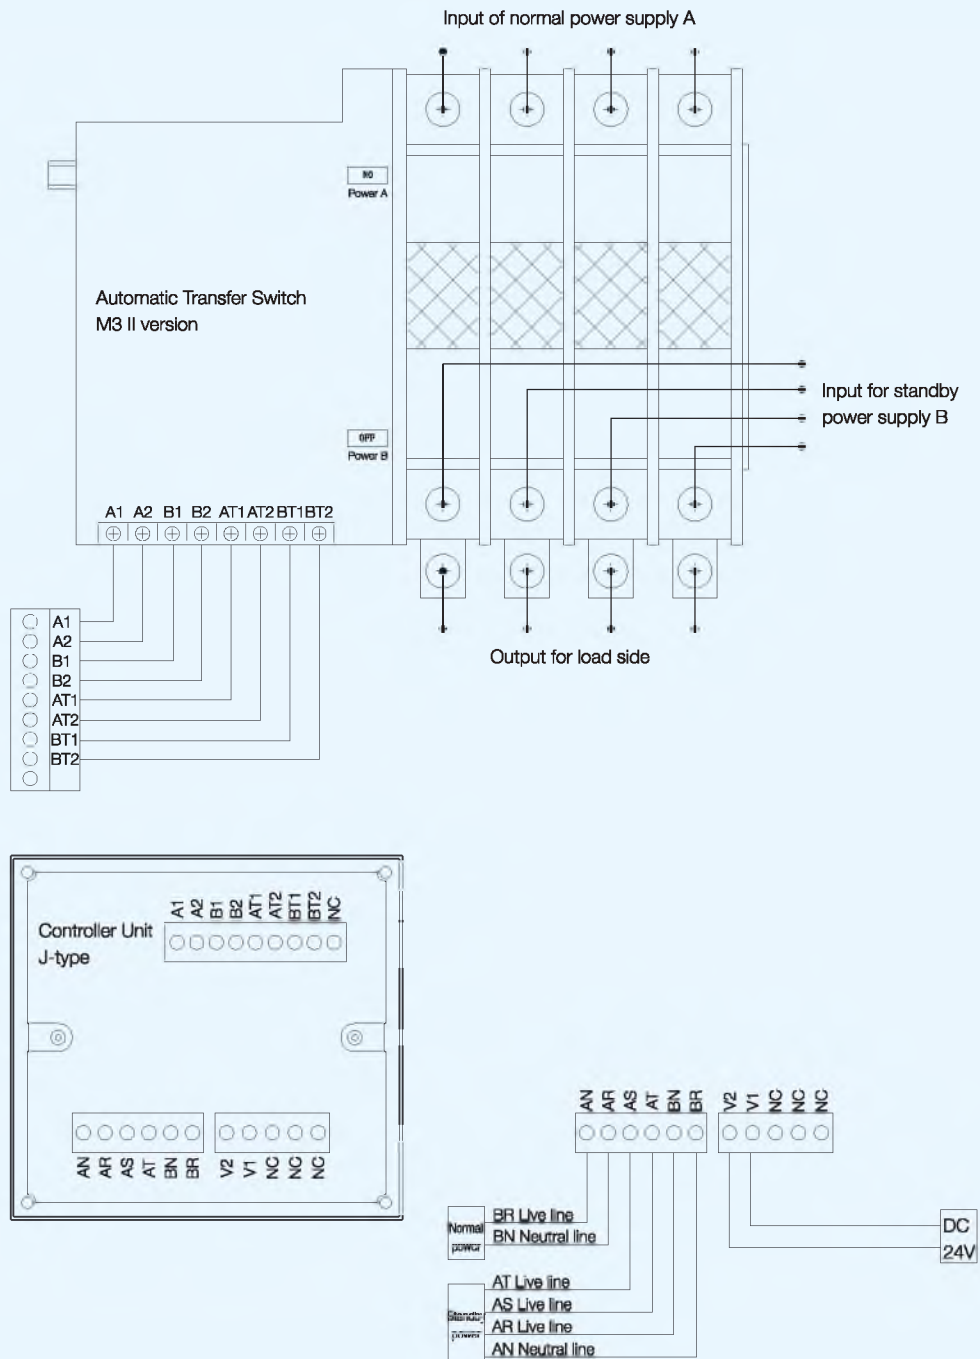 Input of normal power supply A
NO
Power A
Automatic Transfer Switch
M3 II version
Input for standby
power supply B
OFF
Power B
A1 A2 B1 B2 AT1 AT2 BT1 BT2
A1
A2
B1
B2
AT1
AT2
BT1
BT2
Output for load side
A1 A2 B1 B2 AT1 AT2 BT1 BT2 NC
Controller Unit
J-type
AN AR AS AT BN BR V2 V1 NC NC NC
AN AR AS AT BN BR V2 V1 NC NC NC
Normal
power
BR Live line
BN Neutral line
DC
24V
Standby
power
AT Live line
AS Live line
AR Live line
AN Neutral line